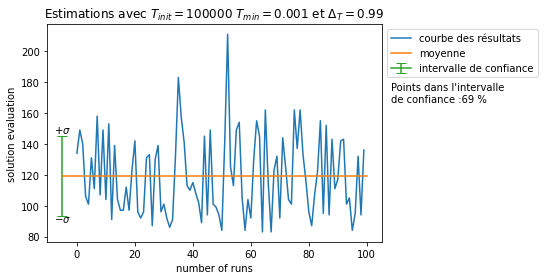 Estimations avec T_init = 100000 T_min = 0.001 et Δ_T = 0.99
courbe des résultats
moyenne
intervalle de confiance
Points dans l'intervalle
de confiance :69 %
solution evaluation
200
180
160
140
120
100
80
+σ
−σ
0
20
40
60
80
100
number of runs